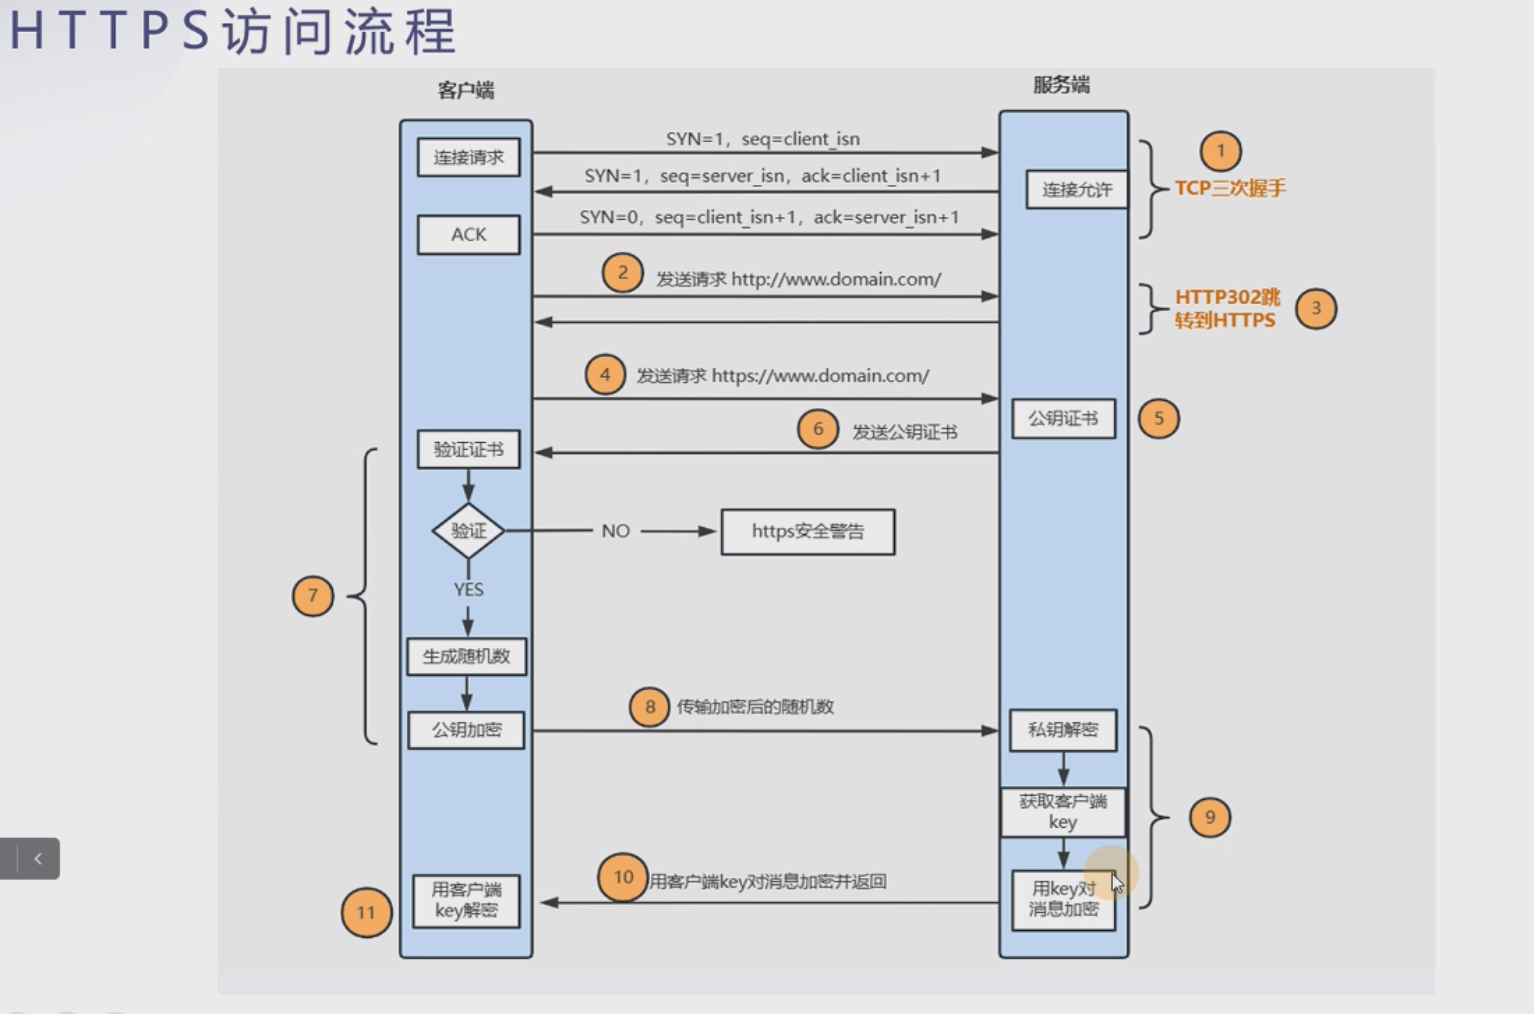 HTTPS访问流程
客户端
服务端
连接请求
SYN=1, seq=client_isn
1
SYN=1, seq=server_isn, ack=client_isn+1
连接允许
TCP三次握手
ACK
SYN=0, seq=client_isn+1, ack=server_isn+1
2
发送请求 http://www.domain.com/
HTTP302跳
转到HTTPS
3
4
发送请求 https://www.domain.com/
公钥证书
5
6
发送公钥证书
验证证书
验证
NO
https安全警告
YES
7
生成随机数
公钥加密
8
传输加密后的随机数
私钥解密
获取客户端
key
9
10
用客户端key对消息加密并返回
用key对
消息加密
11
用客户端
key解密